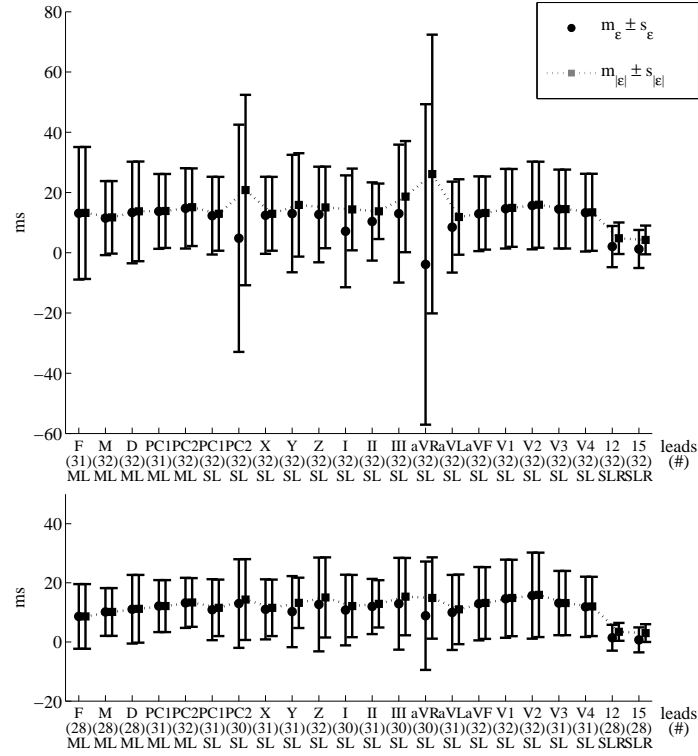 80
60
40
20
0
−20
−40
−60
ms
m_ε ± s_ε
m_|ε| ± s_|ε|
F M D PC1 PC2 PC1 PC2 X Y Z I II III aVR aVL aVF V1 V2 V3 V4 12 15 leads
(31) (32) (32) (31) (32) (32) (32) (32) (32) (32) (32) (32) (32) (32) (32) (32) (32) (32) (32) (32) (28) (32) (#)
ML ML ML ML ML SL SL SL SL SL SL SL SL SL SL SL SL SL SL SL SLR SLR
40
20
0
−20
ms
F M D PC1 PC2 PC1 PC2 X Y Z I II III aVR aVL aVF V1 V2 V3 V4 12 15 leads
(28) (28) (28) (31) (32) (31) (30) (31) (31) (32) (30) (31) (30) (30) (31) (32) (32) (32) (31) (31) (28) (28) (#)
ML ML ML ML ML SL SL SL SL SL SL SL SL SL SL SL SL SL SL SL SLR SLR